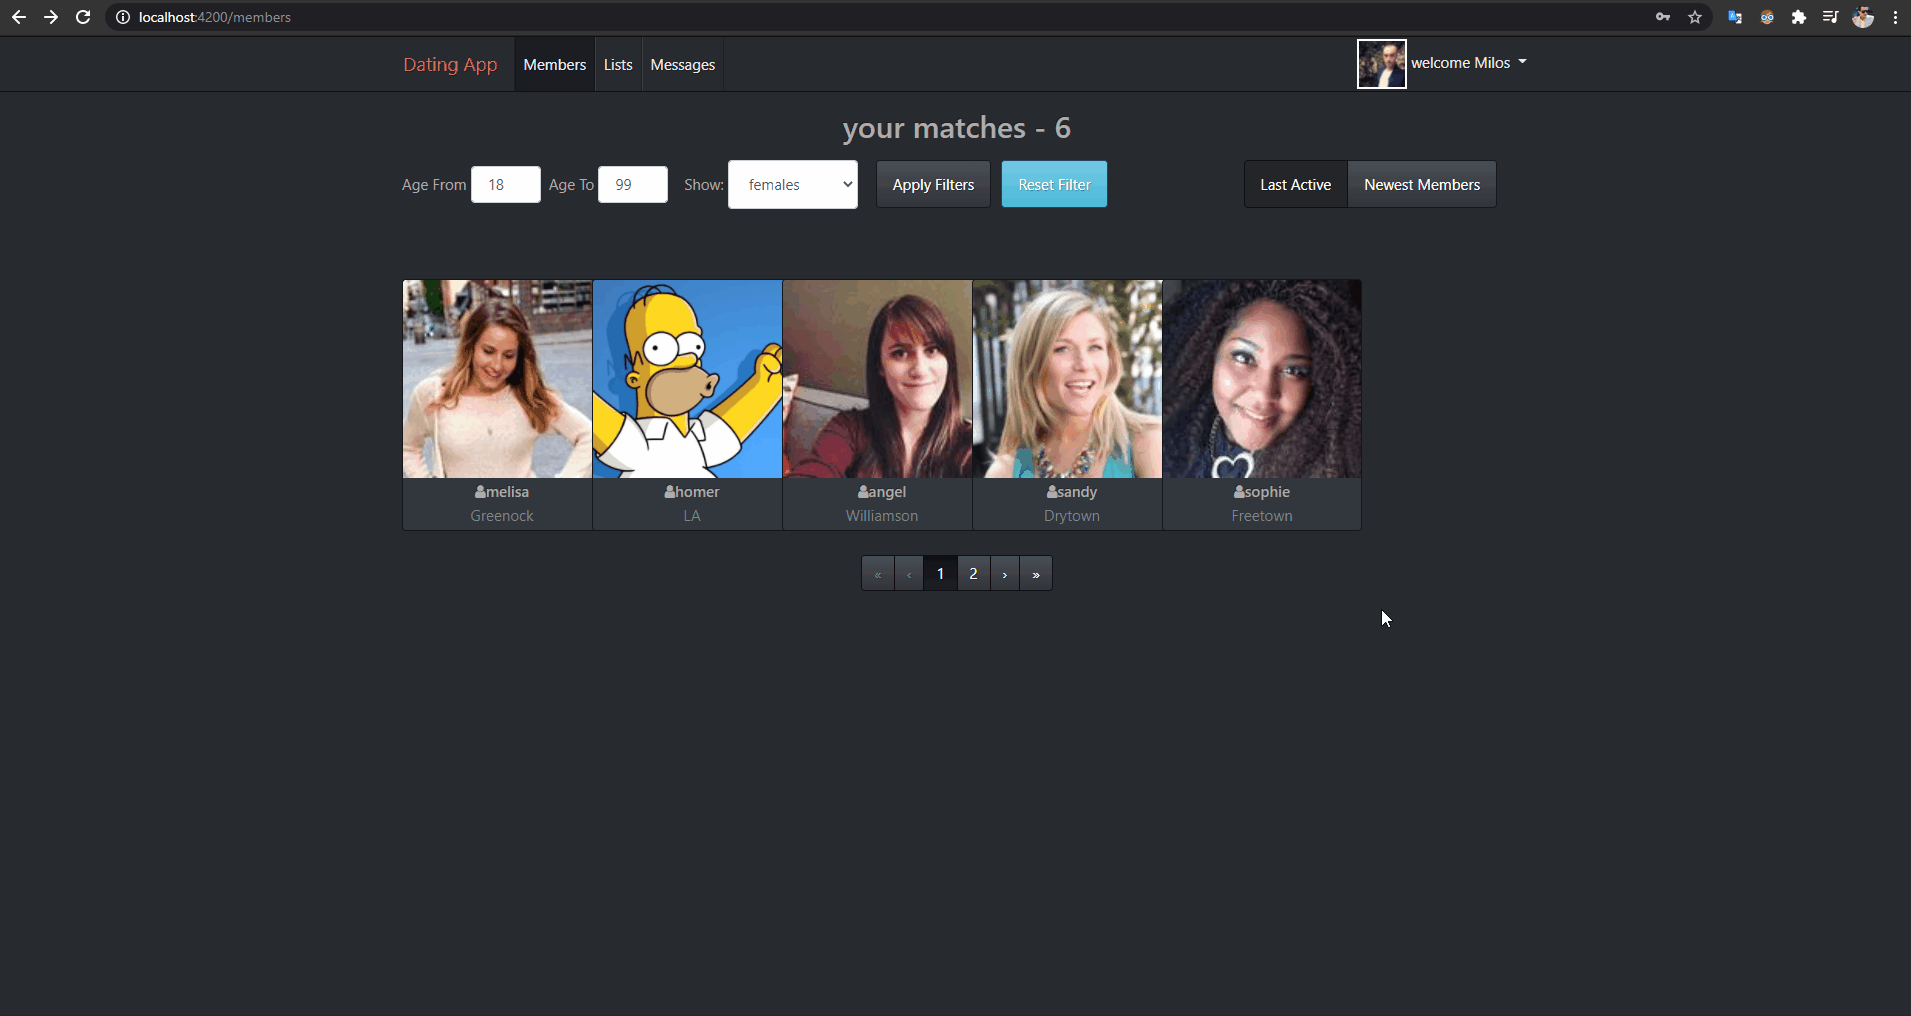 localhost:4200/members
Dating App Members Lists Messages welcome Milos
your matches - 6
Age From 18 Age To 99 Show: females Apply Filters Reset Filter Last Active Newest Members
melisa homer angel sandy sophie
Greenock LA Williamson Drytown Freetown
« ‹ 1 2 › »